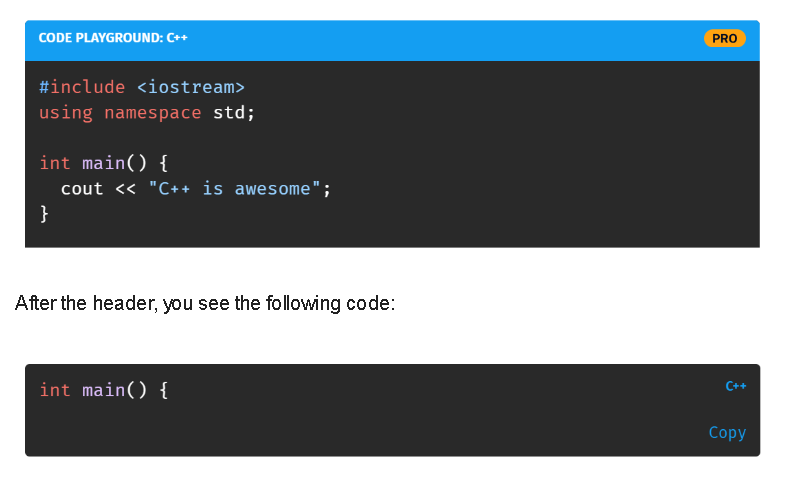 CODE PLAYGROUND: C++ PRO
#include <iostream>
using namespace std;
int main() {
  cout << "C++ is awesome";
}
After the header, you see the following code:
int main() { C++
Copy